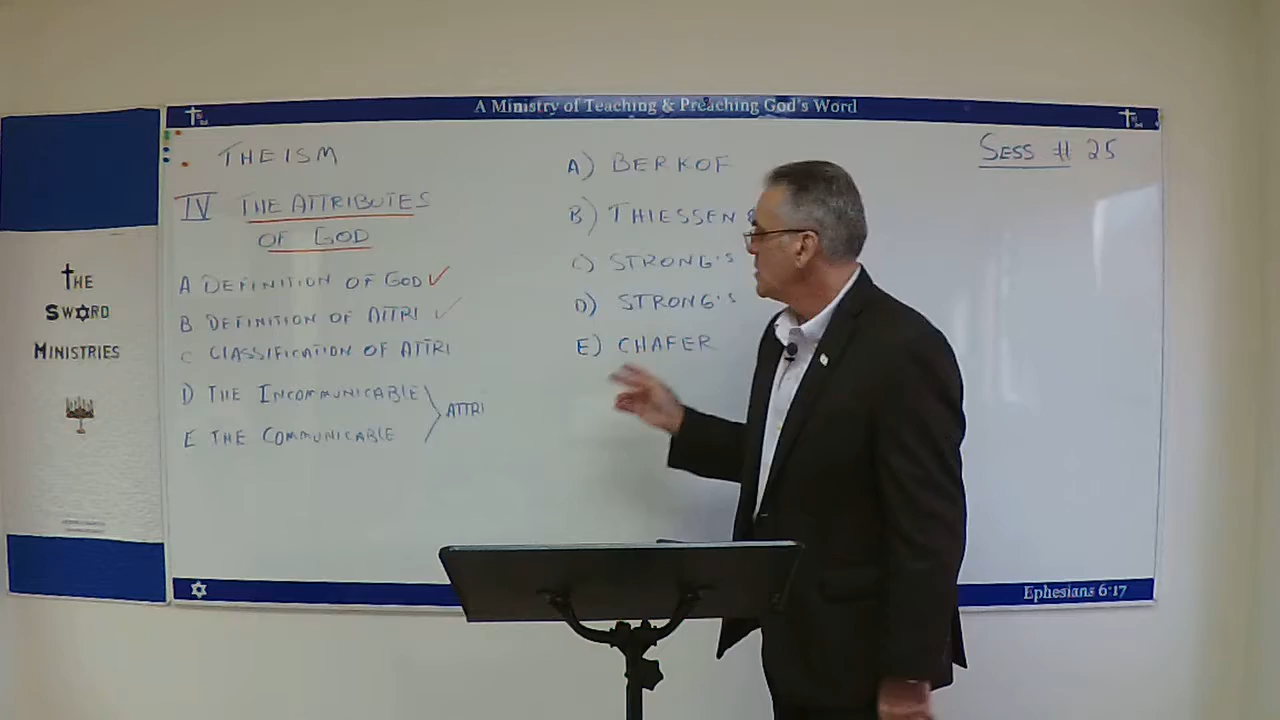 A Ministry of Teaching & Preaching God's Word
THE
SWORD
MINISTRIES
THEISM
IV THE ATTRIBUTES
OF GOD
A DEFINITION OF GOD ✓
B DEFINITION OF ATTRI ✓
C CLASSIFICATION OF ATTRI
D THE INCOMMUNICABLE
ATTRI
E THE COMMUNICABLE
A) BERKOF
B) THIESSEN &
C) STRONG'S
D) STRONG'S
E) CHAFER
SESS # 25
Ephesians 6:17